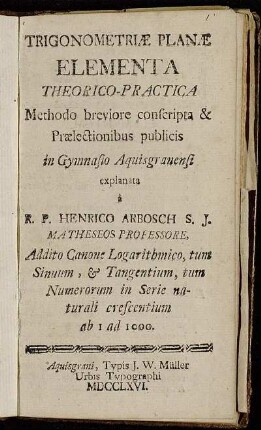 TRIGONOMETRIÆ PLANÆ
ELEMENTA
THEORICO-PRACTICA
Methodo breviore conscripta &
Prælectionibus publicis
in Gymnasio Aquisgranensi
explanata
à
R. P. HENRICO ARBOSCH S. J.
MATHESEOS PROFESSORE,
Addito Canone Logarithmico, tum
Sinuum, & Tangentium, tum
Numerorum in Serie na-
turali crescentium
ab 1 ad 1000.
Aquisgrani, Typis J. W. Müller
Urbis Typographi
MDCCLXVI.